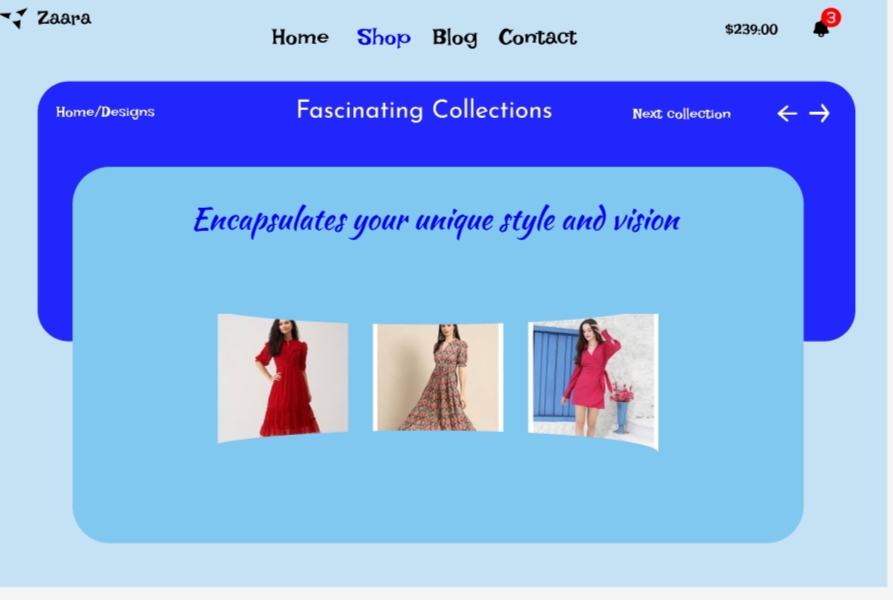 Zaara
Home Shop Blog Contact
$239.00
3
Home/Designs
Fascinating Collections
Next collection
Encapsulates your unique style and vision